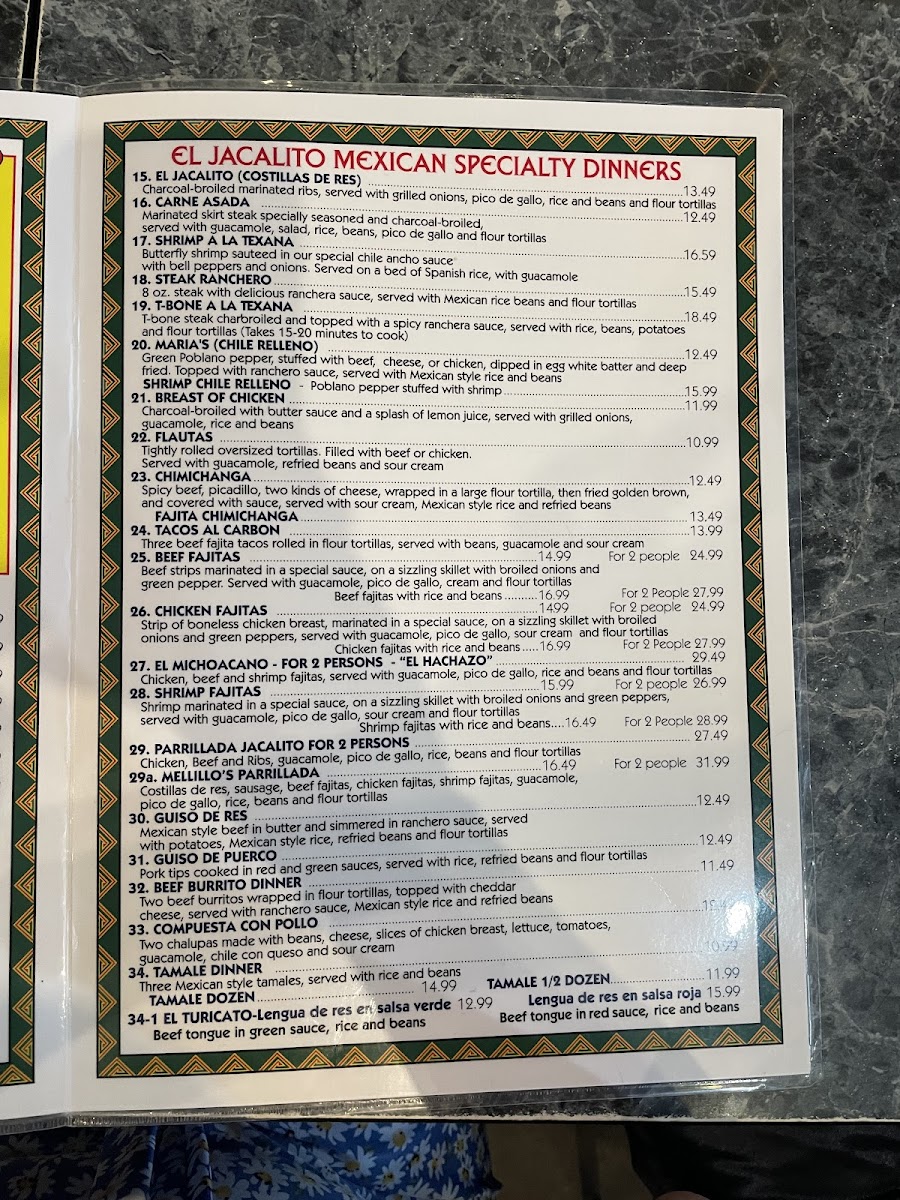 EL JACALITO MEXICAN SPECIALTY DINNERS
15. EL JACALITO (COSTILLAS DE RES) 13.49
Charcoal-broiled marinated ribs, served with grilled onions, pico de gallo, rice and beans and flour tortillas
16. CARNE ASADA 12.49
Marinated skirt steak specially seasoned and charcoal-broiled,
served with guacamole, salad, rice, beans, pico de gallo and flour tortillas
17. SHRIMP A LA TEXANA 16.59
Butterfly shrimp sauteed in our special chile ancho sauce
with bell peppers and onions. Served on a bed of Spanish rice, with guacamole
18. STEAK RANCHERO 15.49
8 oz. steak with delicious ranchera sauce, served with Mexican rice beans and flour tortillas
19. T-BONE A LA TEXANA 18.49
T-bone steak charbroiled and topped with a spicy ranchera sauce, served with rice, beans, potatoes
and flour tortillas (Takes 15-20 minutes to cook)
20. MARIA'S (CHILE RELLENO) 12.49
Green Poblano pepper, stuffed with beef, cheese, or chicken, dipped in egg white batter and deep
fried. Topped with ranchero sauce, served with Mexican style rice and beans
SHRIMP CHILE RELLENO - Poblano pepper stuffed with shrimp 15.99
21. BREAST OF CHICKEN 11.99
Charcoal-broiled with butter sauce and a splash of lemon juice, served with grilled onions,
guacamole, rice and beans
22. FLAUTAS 10.99
Tightly rolled oversized tortillas. Filled with beef or chicken.
Served with guacamole, refried beans and sour cream
23. CHIMICHANGA 12.49
Spicy beef, picadillo, two kinds of cheese, wrapped in a large flour tortilla, then fried golden brown,
and covered with sauce, served with sour cream, Mexican style rice and refried beans
FAJITA CHIMICHANGA 13.49
24. TACOS AL CARBON 13.99
Three beef fajita tacos rolled in flour tortillas, served with beans, guacamole and sour cream
25. BEEF FAJITAS 14.99 For 2 people 24.99
Beef strips marinated in a special sauce, on a sizzling skillet with broiled onions and
green pepper. Served with guacamole, pico de gallo, cream and flour tortillas
Beef fajitas with rice and beans 16.99 For 2 People 27,99
26. CHICKEN FAJITAS 1499 For 2 people 24.99
Strip of boneless chicken breast, marinated in a special sauce, on a sizzling skillet with broiled
onions and green peppers, served with guacamole, pico de gallo, sour cream and flour tortillas
Chicken fajitas with rice and beans 16.99 For 2 People 27.99
27. EL MICHOACANO - FOR 2 PERSONS - "EL HACHAZO" 29.49
Chicken, beef and shrimp fajitas, served with guacamole, pico de gallo, rice and beans and flour tortillas
28. SHRIMP FAJITAS 15.99 For 2 people 26.99
Shrimp marinated in a special sauce, on a sizzling skillet with broiled onions and green peppers,
served with guacamole, pico de gallo, sour cream and flour tortillas
Shrimp fajitas with rice and beans....16.49 For 2 People 28.99
29. PARRILLADA JACALITO FOR 2 PERSONS 27.49
Chicken, Beef and Ribs, guacamole, pico de gallo, rice, beans and flour tortillas
29a. MELLILLO'S PARRILLADA 16.49 For 2 people 31.99
Costillas de res, sausage, beef fajitas, chicken fajitas, shrimp fajitas, guacamole,
pico de gallo, rice, beans and flour tortillas
30. GUISO DE RES 12.49
Mexican style beef in butter and simmered in ranchero sauce, served
with potatoes, Mexican style rice, refried beans and flour tortillas
31. GUISO DE PUERCO 12.49
Pork tips cooked in red and green sauces, served with rice, refried beans and flour tortillas
32. BEEF BURRITO DINNER 11.49
Two beef burritos wrapped in flour tortillas, topped with cheddar
cheese, served with ranchero sauce, Mexican style rice and refried beans
33. COMPUESTA CON POLLO
Two chalupas made with beans, cheese, slices of chicken breast, lettuce, tomatoes,
guacamole, chile con queso and sour cream
34. TAMALE DINNER 10.99
Three Mexican style tamales, served with rice and beans
TAMALE DOZEN 14.99 TAMALE 1/2 DOZEN 11.99
34-1 EL TURICATO-Lengua de res en salsa verde 12.99 Lengua de res en salsa roja 15.99
Beef tongue in green sauce, rice and beans Beef tongue in red sauce, rice and beans